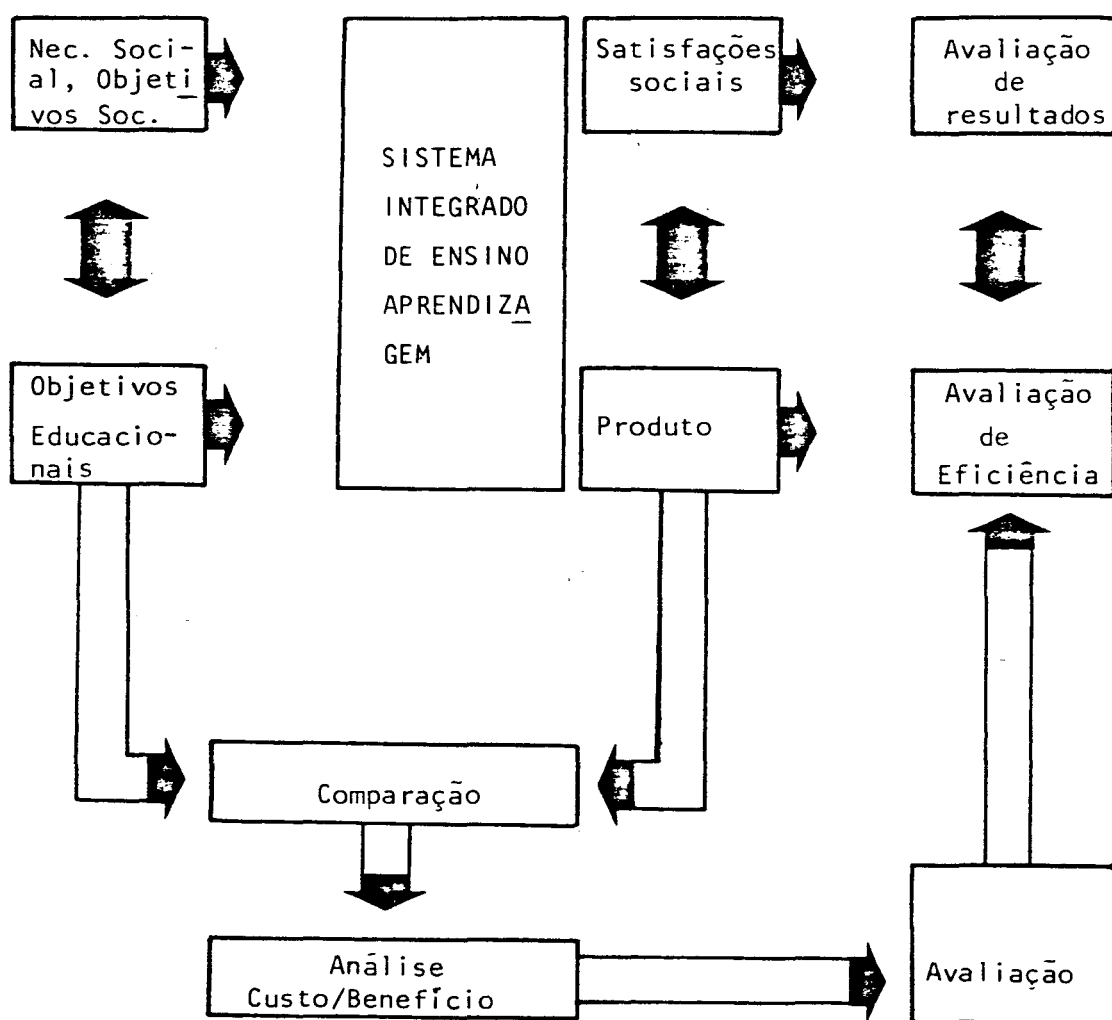 Nec. Soci-
al, Objeti
vos Soc.
SISTEMA
INTEGRADO
DE ENSINO
APRENDIZA
GEM
Satisfações
sociais
Avaliação
de
resultados
Objetivos
Educacio-
nais
Produto
Avaliação
de
Eficiência
Comparação
Análise
Custo/Benefício
Avaliação